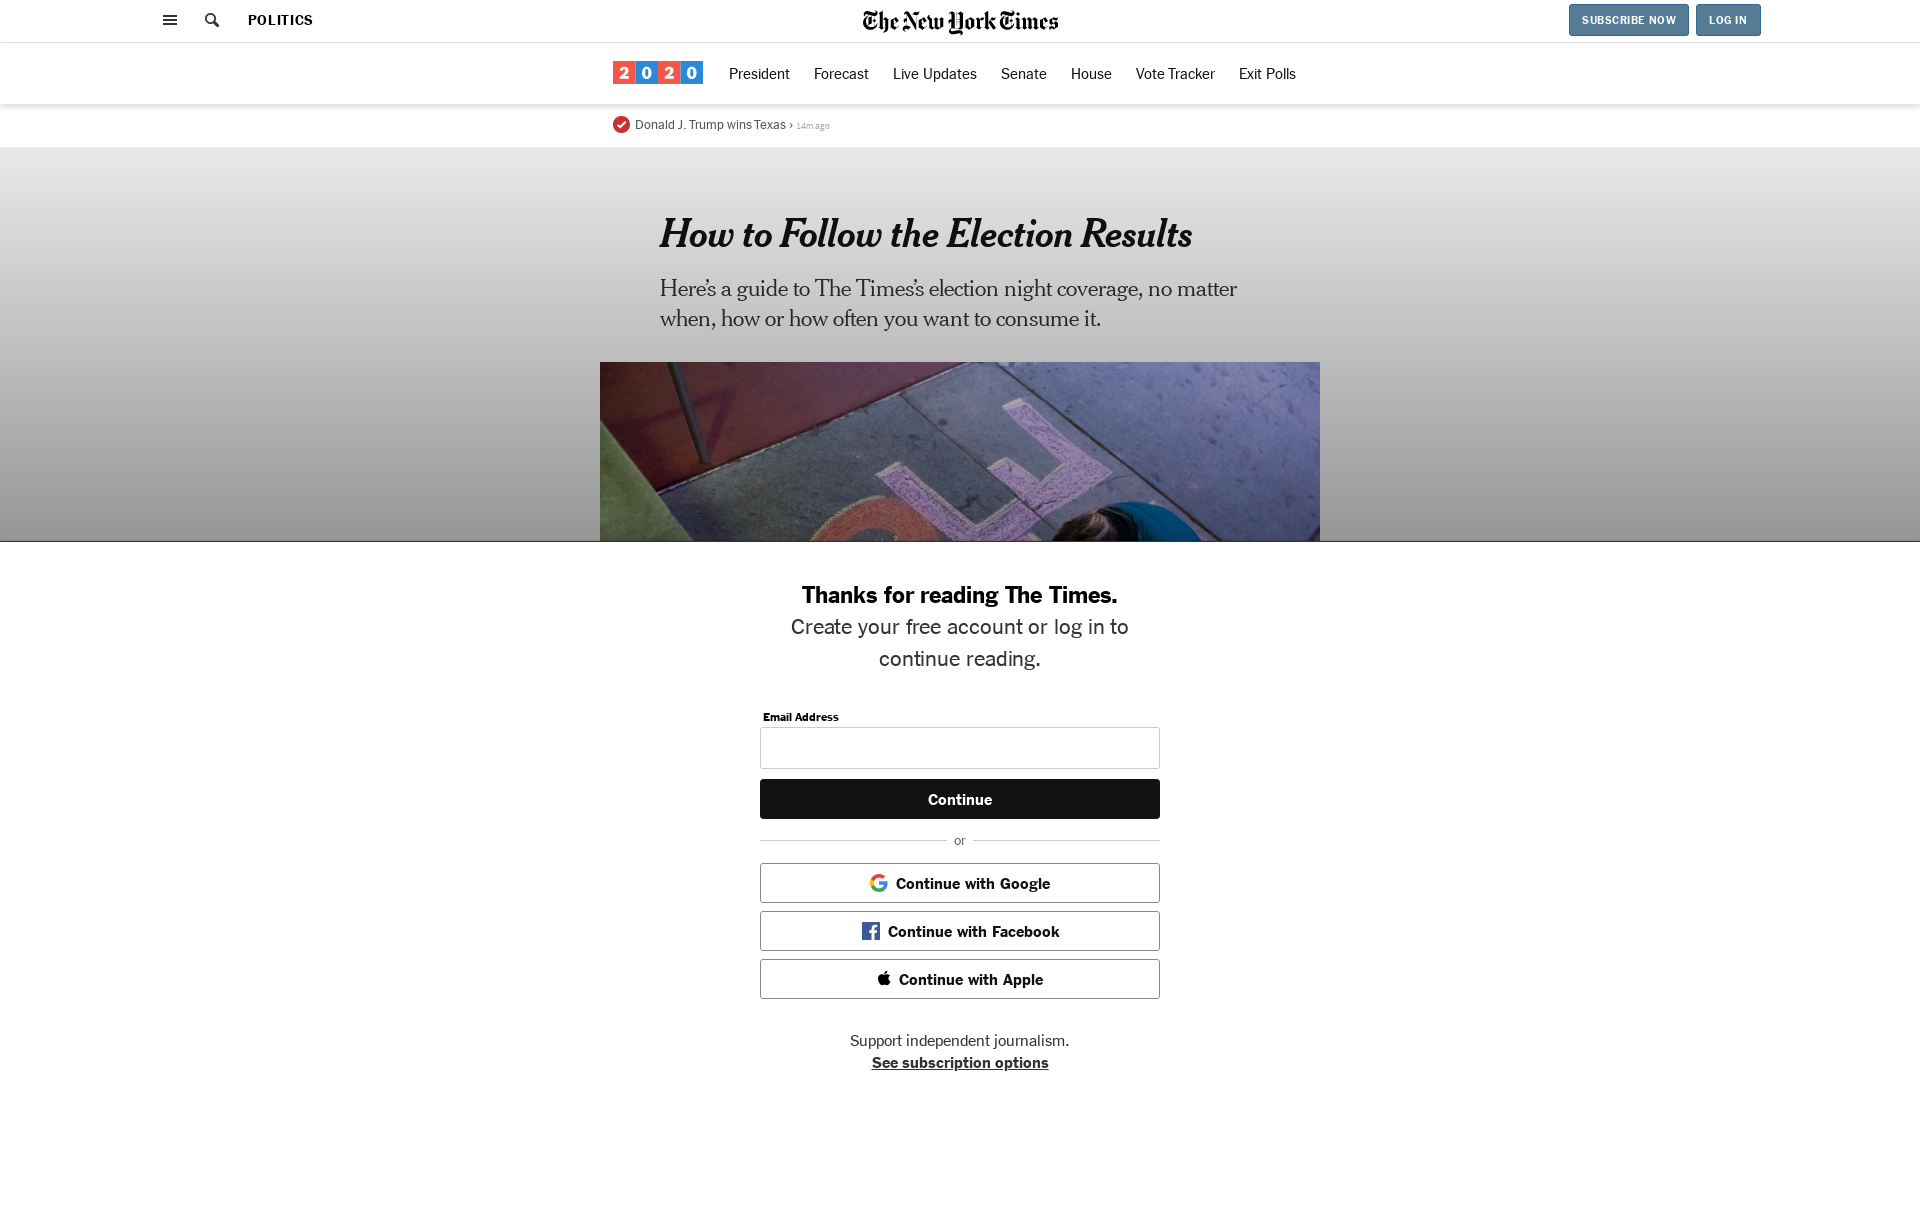 POLITICS
The New York Times
SUBSCRIBE NOW
LOG IN
2020
President
Forecast
Live Updates
Senate
House
Vote Tracker
Exit Polls
Donald J. Trump wins Texas › 14m ago
How to Follow the Election Results
Here’s a guide to The Times’s election night coverage, no matter
when, how or how often you want to consume it.
Thanks for reading The Times.
Create your free account or log in to
continue reading.
Email Address
Continue
or
Continue with Google
Continue with Facebook
Continue with Apple
Support independent journalism.
See subscription options